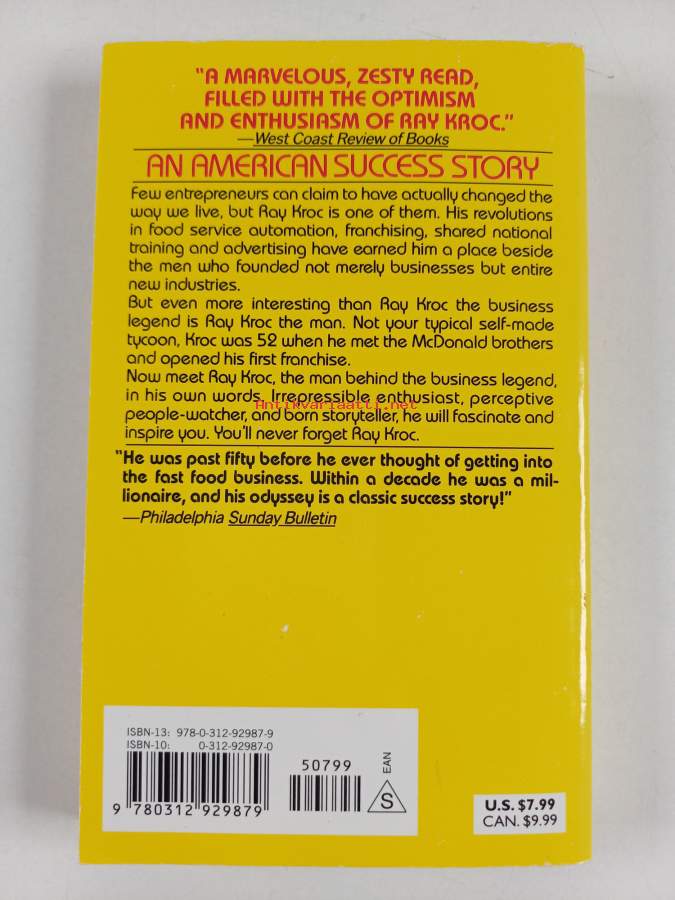 "A MARVELOUS, ZESTY READ,
FILLED WITH THE OPTIMISM
AND ENTHUSIASM OF RAY KROC."
—West Coast Review of Books
AN AMERICAN SUCCESS STORY
Few entrepreneurs can claim to have actually changed the
way we live, but Ray Kroc is one of them. His revolutions
in food service automation, franchising, shared national
training and advertising have earned him a place beside
the men who founded not merely businesses but entire
new industries.
But even more interesting than Ray Kroc the business
legend is Ray Kroc the man. Not your typical self-made
tycoon, Kroc was 52 when he met the McDonald brothers
and opened his first franchise.
Now meet Ray Kroc, the man behind the business legend,
in his own words. Irrepressible enthusiast, perceptive
Antikvariaatti.net
people-watcher, and born storyteller, he will fascinate and
inspire you. You'll never forget Ray Kroc.
"He was past fifty before he ever thought of getting into
the fast food business. Within a decade he was a mil-
lionaire, and his odyssey is a classic success story!"
—Philadelphia Sunday Bulletin
ISBN-13: 978-0-312-92987-9
ISBN-10: 0-312-92987-0
50799
EAN
S
9 780312 929879
U.S. $7.99
CAN. $9.99